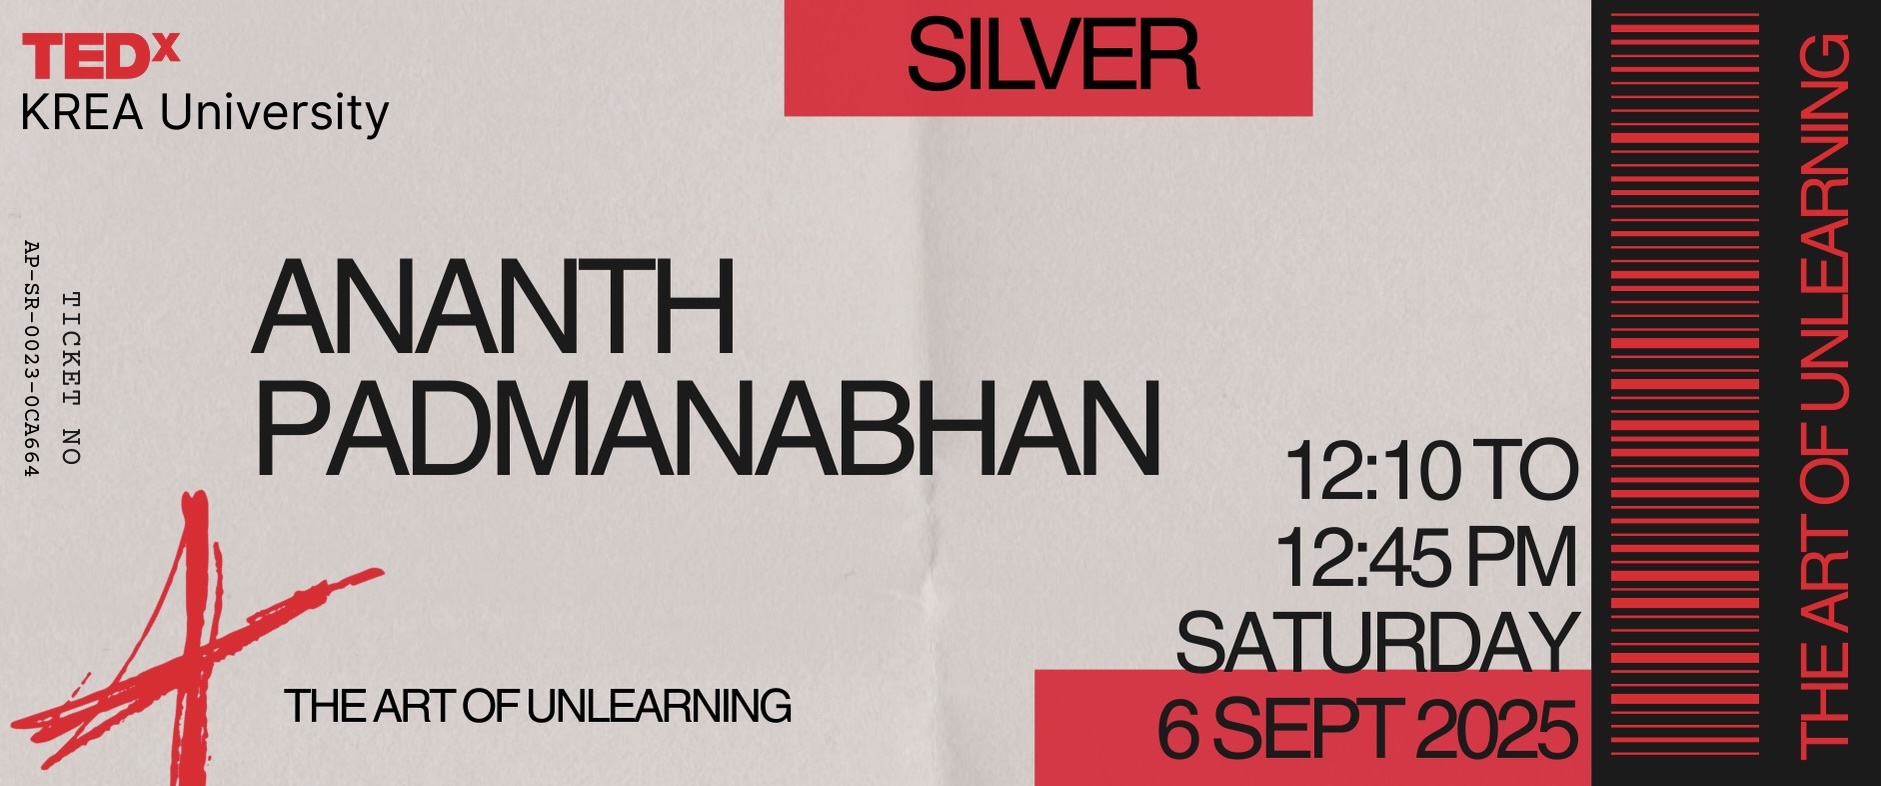 TEDx
KREA University
SILVER
TICKET NO
AP-SR-0023-0CA664
ANANTH
PADMANABHAN
12:10 TO
12:45 PM
SATURDAY
6 SEPT 2025
THE ART OF UNLEARNING
THE ART OF UNLEARNING